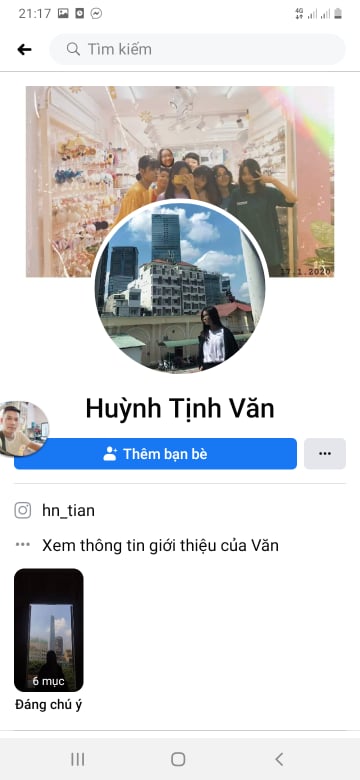 21:17
4G
Tìm kiếm
17.1.2020
Huỳnh Tịnh Văn
Thêm bạn bè
hn_tian
Xem thông tin giới thiệu của Văn
6 mục
Đáng chú ý